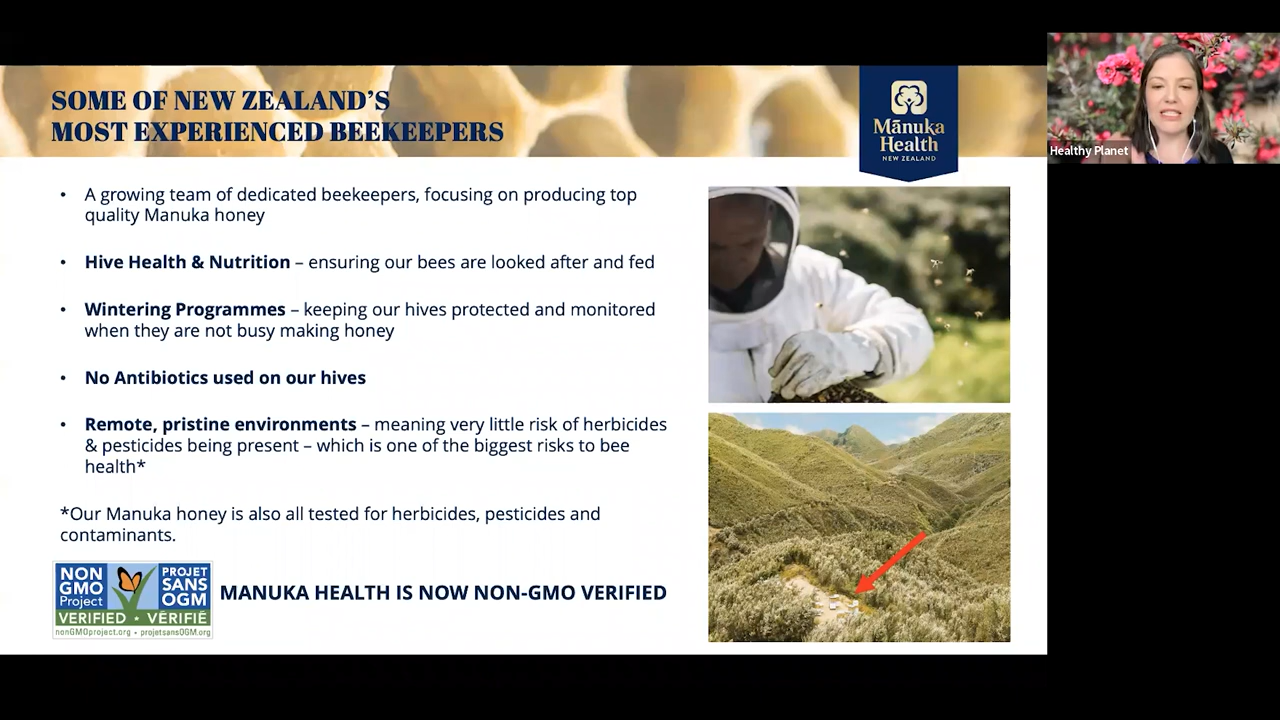 SOME OF NEW ZEALAND'S
MOST EXPERIENCED BEEKEEPERS
Mānuka
Health
NEW ZEALAND
Healthy Planet
• A growing team of dedicated beekeepers, focusing on producing top
quality Manuka honey
• Hive Health & Nutrition – ensuring our bees are looked after and fed
• Wintering Programmes – keeping our hives protected and monitored
when they are not busy making honey
• No Antibiotics used on our hives
• Remote, pristine environments – meaning very little risk of herbicides
& pesticides being present – which is one of the biggest risks to bee
health*
*Our Manuka honey is also all tested for herbicides, pesticides and
contaminants.
NON
GMO
Project
PROJET
SANS
OGM
VERIFIED • VÉRIFIÉ
nonGMOproject.org • projetsansOGM.org
MANUKA HEALTH IS NOW NON-GMO VERIFIED